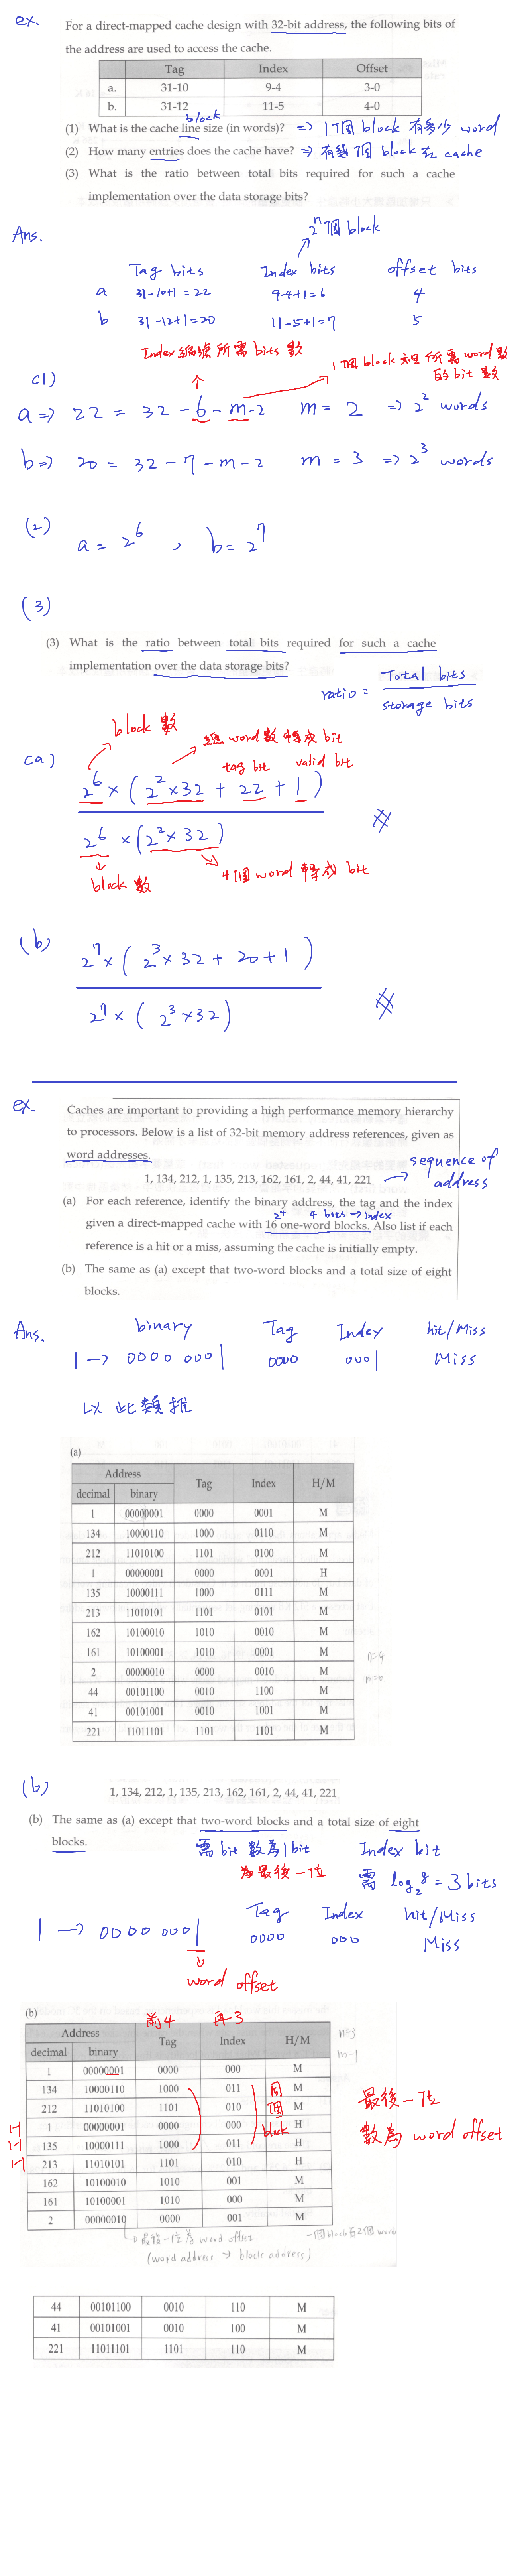 ex.
For a direct-mapped cache design with 32-bit address, the following bits of
the address are used to access the cache.
Tag Index Offset
a. 31-10 9-4 3-0
b. 31-12 11-5 4-0
block
(1) What is the cache line size (in words)? => 1個block有多少 word
(2) How many entries does the cache have? => 有幾個 block 在 cache
(3) What is the ratio between total bits required for such a cache
implementation over the data storage bits?
Ans.
2^n個 block
Tag bits Index bits offset bits
a 31-10+1=22 9-4+1=6 4
b 31-12+1=20 11-5+1=7 5
Index 編號所需 bits 數
1個 block 裡所需 word 數
的 bit 數
(1)
a => 22 = 32-6-m-2 m = 2 => 2^2 words
b => 20 = 32-7-m-2 m = 3 => 2^3 words
(2)
a = 2^6 , b = 2^7
(3)
(3) What is the ratio between total bits required for such a cache
implementation over the data storage bits?
ratio = Total bits
storage bits
block 數
總 word 數轉成 bit
tag bit valid bit
(a)
2^6 × (2^2×32 + 22 + 1)
2^6 × (2^2×32)
block 數
4個 word 轉成 bit
(b)
2^7 × (2^3×32 + 20 + 1)
2^7 × (2^3×32)
ex.
Caches are important to providing a high performance memory hierarchy
to processors. Below is a list of 32-bit memory address references, given as
word addresses.
1, 134, 212, 1, 135, 213, 162, 161, 2, 44, 41, 221
sequence of
address
(a) For each reference, identify the binary address, the tag and the index
2^4 4 bits → index
given a direct-mapped cache with 16 one-word blocks. Also list if each
reference is a hit or a miss, assuming the cache is initially empty.
(b) The same as (a) except that two-word blocks and a total size of eight
blocks.
Ans.
binary Tag Index hit/Miss
1 → 0000 0001 0000 0001 Miss
以此類推
(a)
Address Tag Index H/M
decimal binary
1 00000001 0000 0001 M
134 10000110 1000 0110 M
212 11010100 1101 0100 M
1 00000001 0000 0001 H
135 10000111 1000 0111 M
213 11010101 1101 0101 M
162 10100010 1010 0010 M
161 10100001 1010 0001 M
2 00000010 0000 0010 M
44 00101100 0010 1100 M
41 00101001 0010 1001 M
221 11011101 1101 1101 M
n=4
m=0
(b)
1, 134, 212, 1, 135, 213, 162, 161, 2, 44, 41, 221
(b) The same as (a) except that two-word blocks and a total size of eight
blocks.
需 bit 數為 1 bit
為最後一位
Index bit
需 log₂8 = 3 bits
Tag Index hit/Miss
1 → 0000 0001 0000 000 Miss
word offset
(b)
前4 再3
Address Tag Index H/M
decimal binary
1 00000001 0000 000 M
134 10000110 1000 011 M
212 11010100 1101 010 M
H 1 00000001 0000 000 H
H 135 10000111 1000 011 H
H 213 11010101 1101 010 H
162 10100010 1010 001 M
161 10100001 1010 000 M
2 00000010 0000 001 M
同
個
block
n=3
m=1
最後一位
數為 word offset
最後一位為 word offset.
(word address → block address)
一個block有2個 word
44 00101100 0010 110 M
41 00101001 0010 100 M
221 11011101 1101 110 M